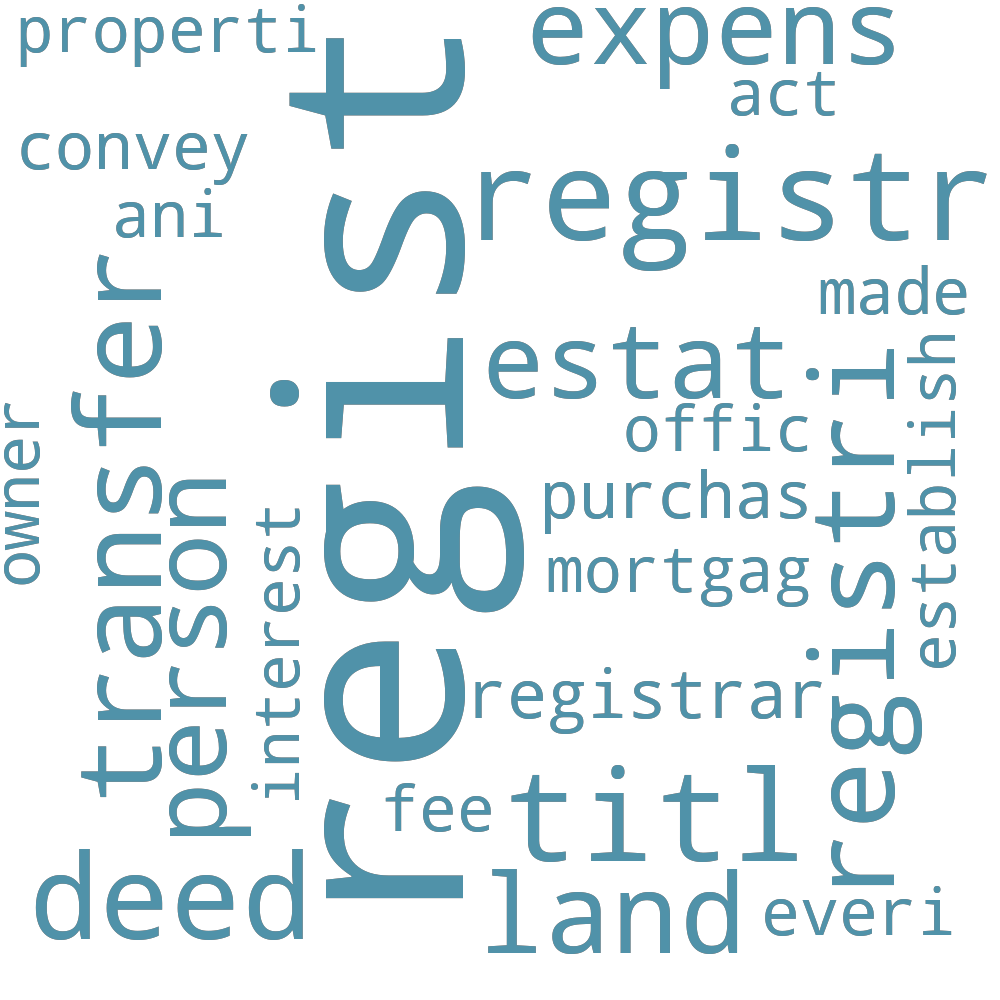 properti
expens
act
convey
registr
ani
made
transfer
regist
estat
establish
owner
offic
registri
person
purchas
interest
mortgag
registrar
fee
titl
deed
land
everi